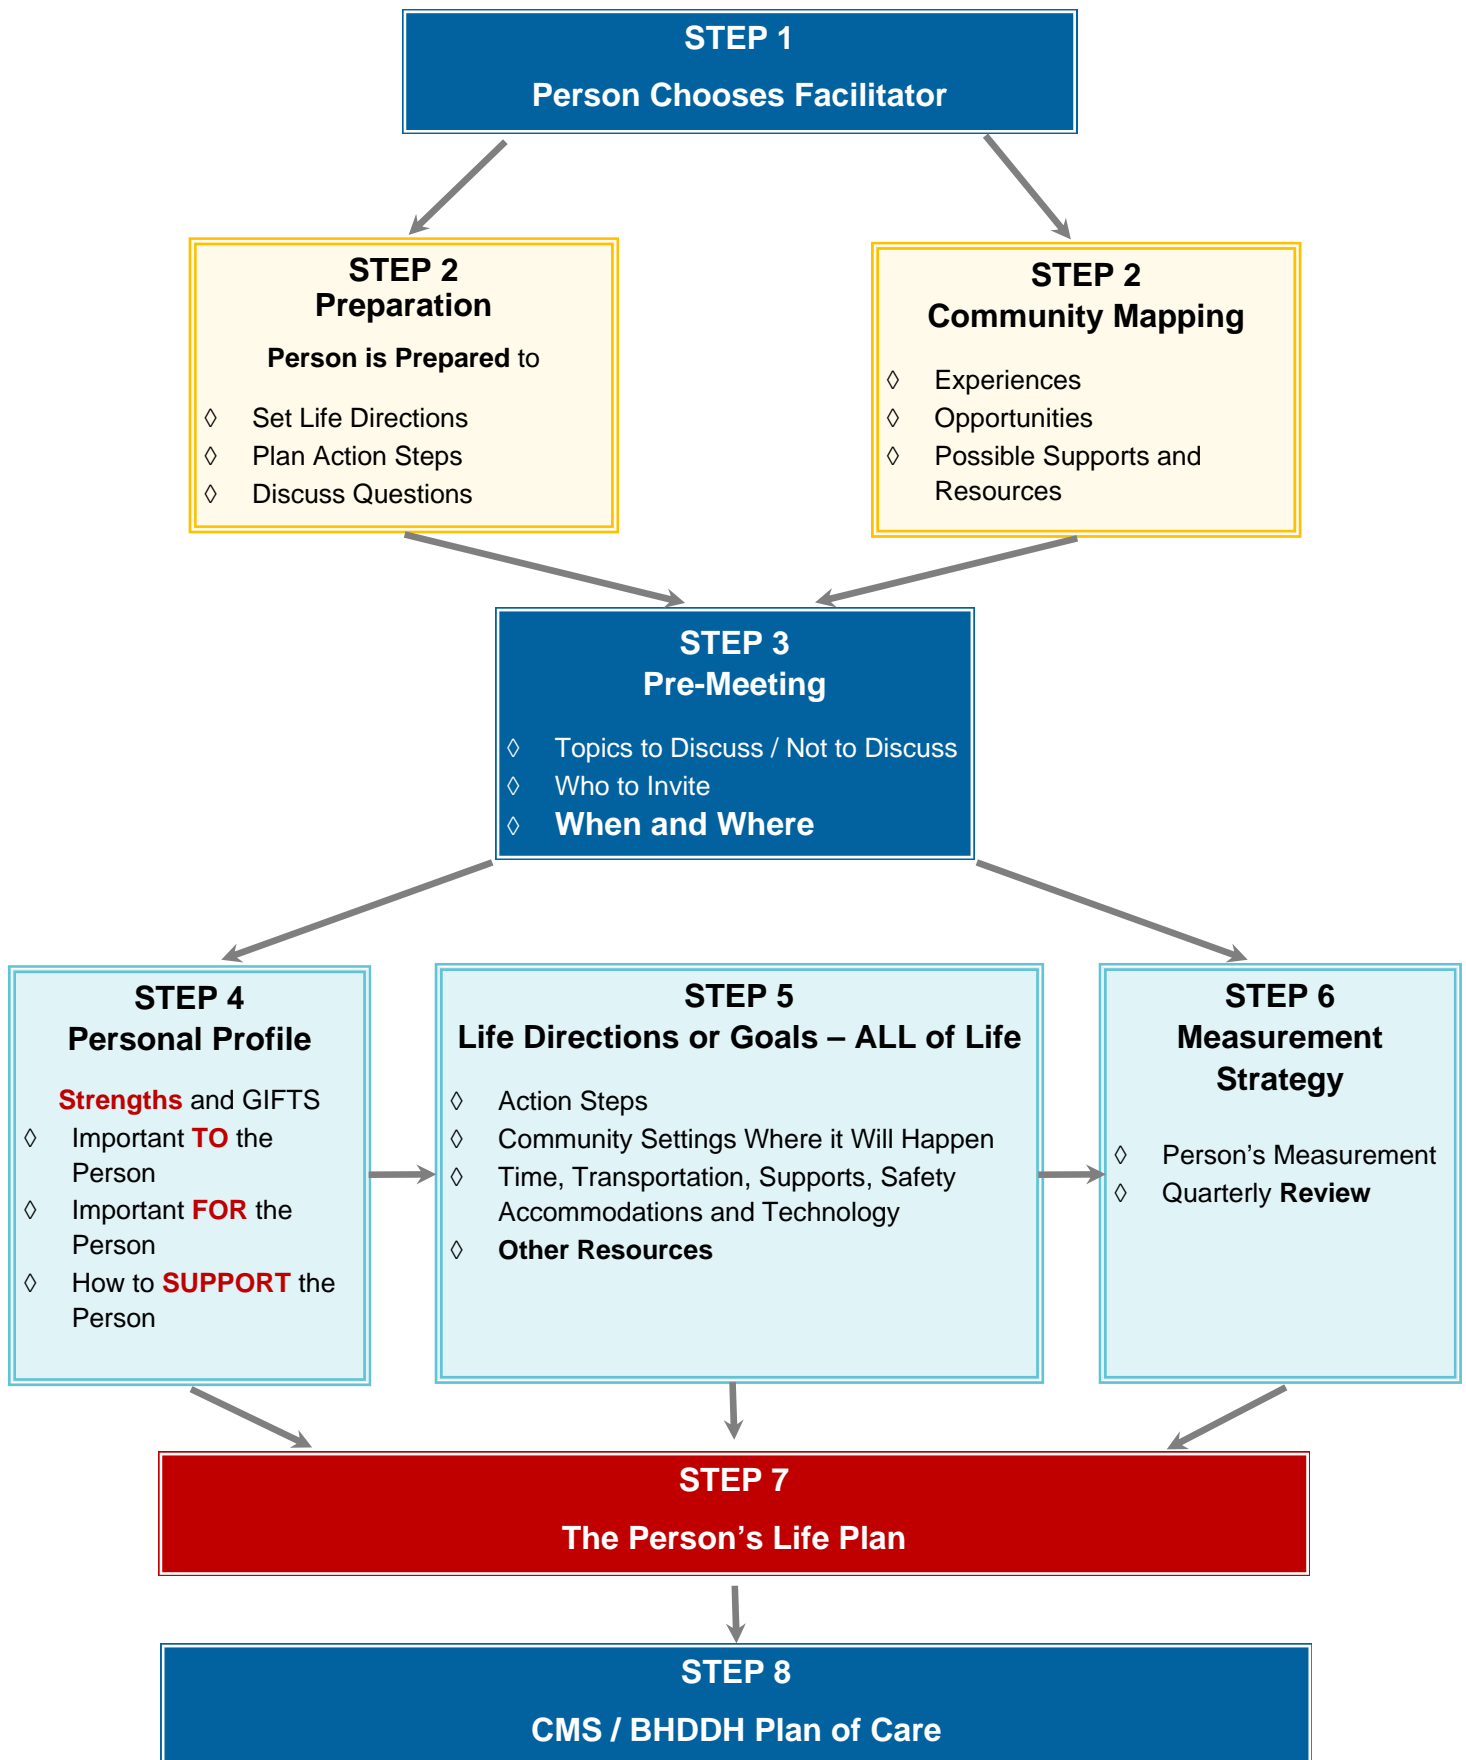 STEP 1
Person Chooses Facilitator
STEP 2
Preparation
Person is Prepared to
◊ Set Life Directions
◊ Plan Action Steps
◊ Discuss Questions
STEP 2
Community Mapping
◊ Experiences
◊ Opportunities
◊ Possible Supports and
Resources
STEP 3
Pre-Meeting
◊ Topics to Discuss / Not to Discuss
◊ Who to Invite
◊ When and Where
STEP 4
Personal Profile
Strengths and GIFTS
◊ Important TO the
Person
◊ Important FOR the
Person
◊ How to SUPPORT the
Person
STEP 5
Life Directions or Goals – ALL of Life
◊ Action Steps
◊ Community Settings Where it Will Happen
◊ Time, Transportation, Supports, Safety
Accommodations and Technology
◊ Other Resources
STEP 6
Measurement
Strategy
◊ Person’s Measurement
◊ Quarterly Review
STEP 7
The Person’s Life Plan
STEP 8
CMS / BHDDH Plan of Care